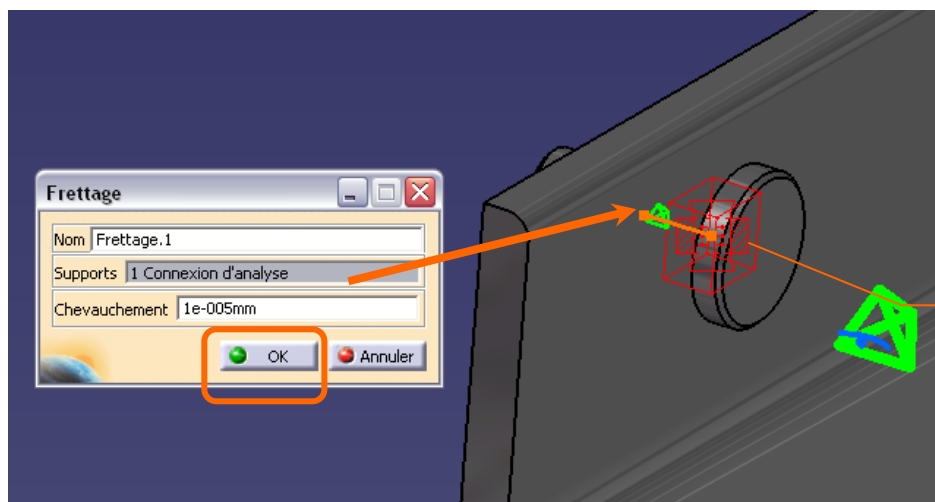 Frettage
Nom Frettage.1
Supports 1 Connexion d'analyse
Chevauchement 1e-005mm
OK Annuler